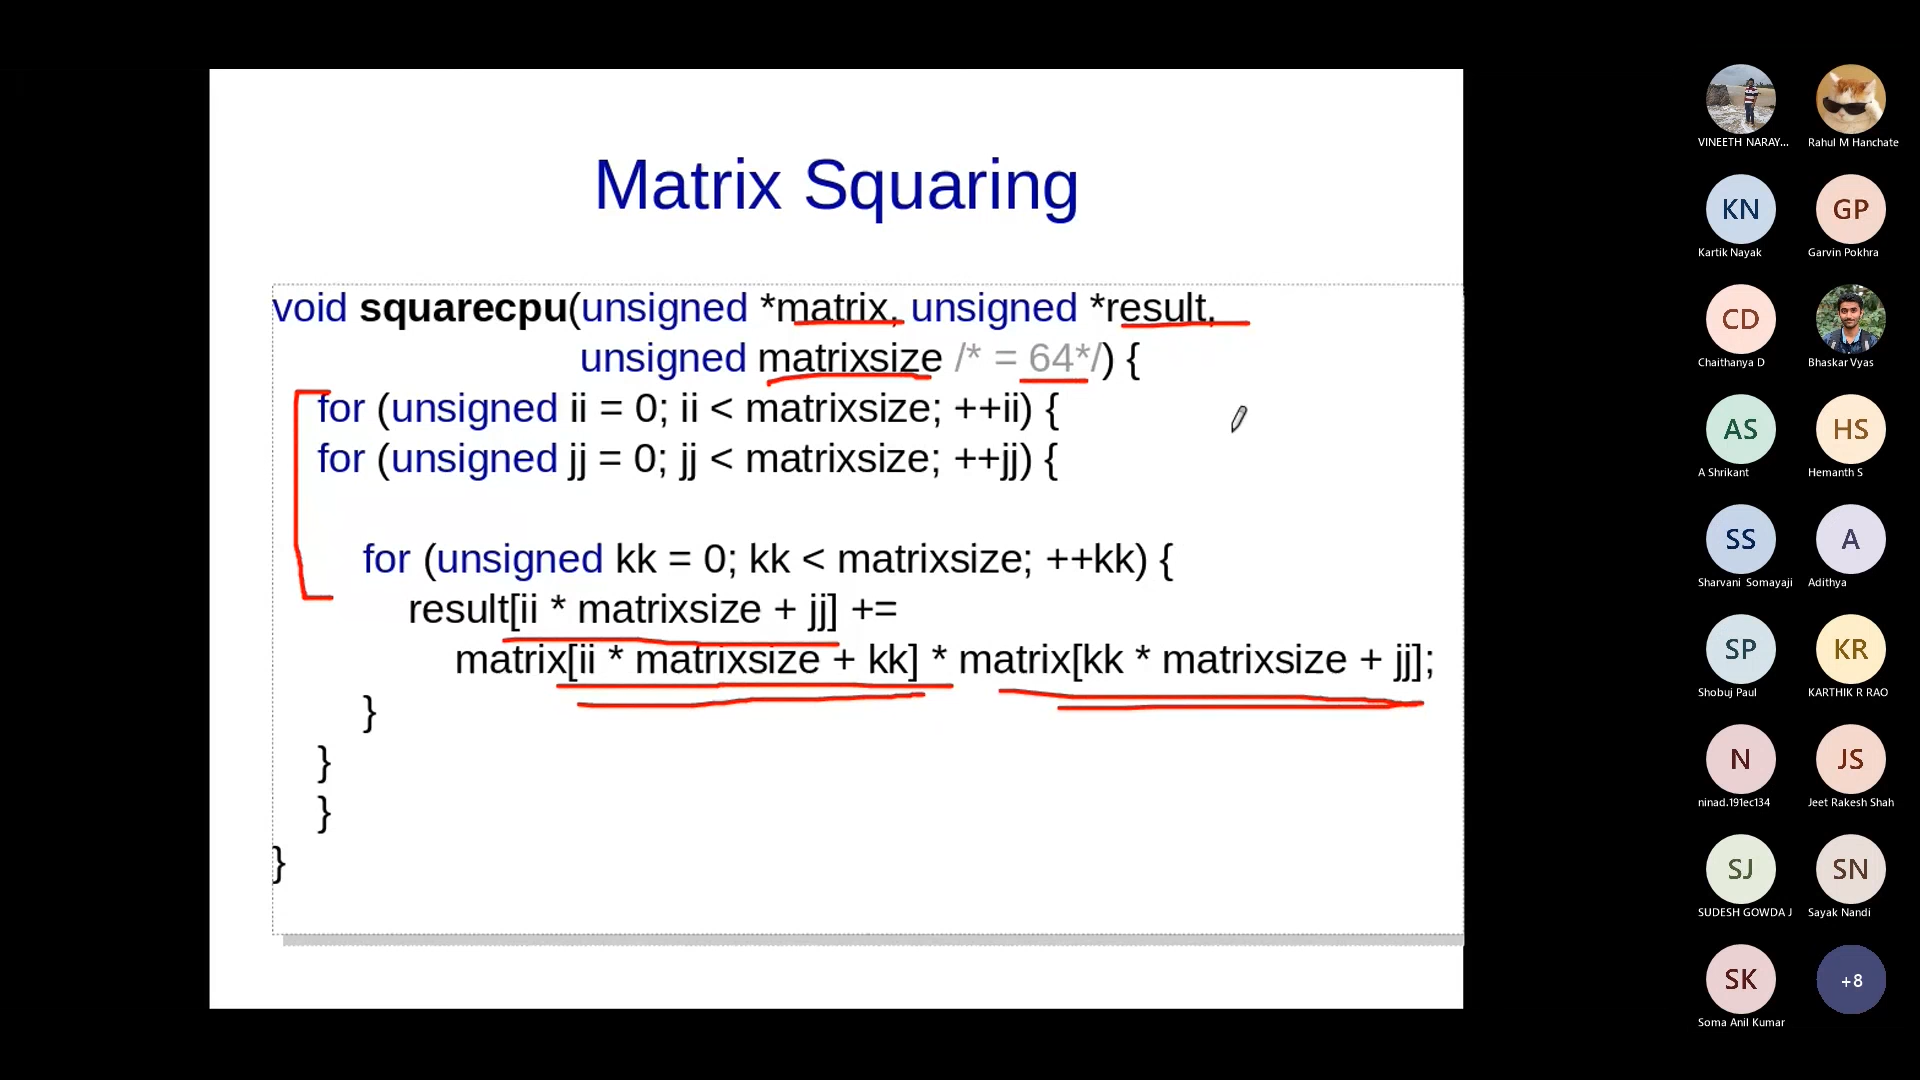 Matrix Squaring
void squarecpu(unsigned *matrix, unsigned *result,
unsigned matrixsize /* = 64*/) {
for (unsigned ii = 0; ii < matrixsize; ++ii) {
for (unsigned jj = 0; jj < matrixsize; ++jj) {
for (unsigned kk = 0; kk < matrixsize; ++kk) {
result[ii * matrixsize + jj] +=
matrix[ii * matrixsize + kk] * matrix[kk * matrixsize + jj];
}
}
}
}
VINEETH NARAY...
Rahul M Hanchate
KN
GP
Kartik Nayak
Garvin Pokhra
CD
Chaithanya D
Bhaskar Vyas
AS
HS
A Shrikant
Hemanth S
SS
A
Sharvani Somayaji
Adithya
SP
KR
Shobuj Paul
KARTHIK R RAO
N
JS
ninad.191ec134
Jeet Rakesh Shah
SJ
SN
SUDESH GOWDA J
Sayak Nandi
SK
+8
Soma Anil Kumar